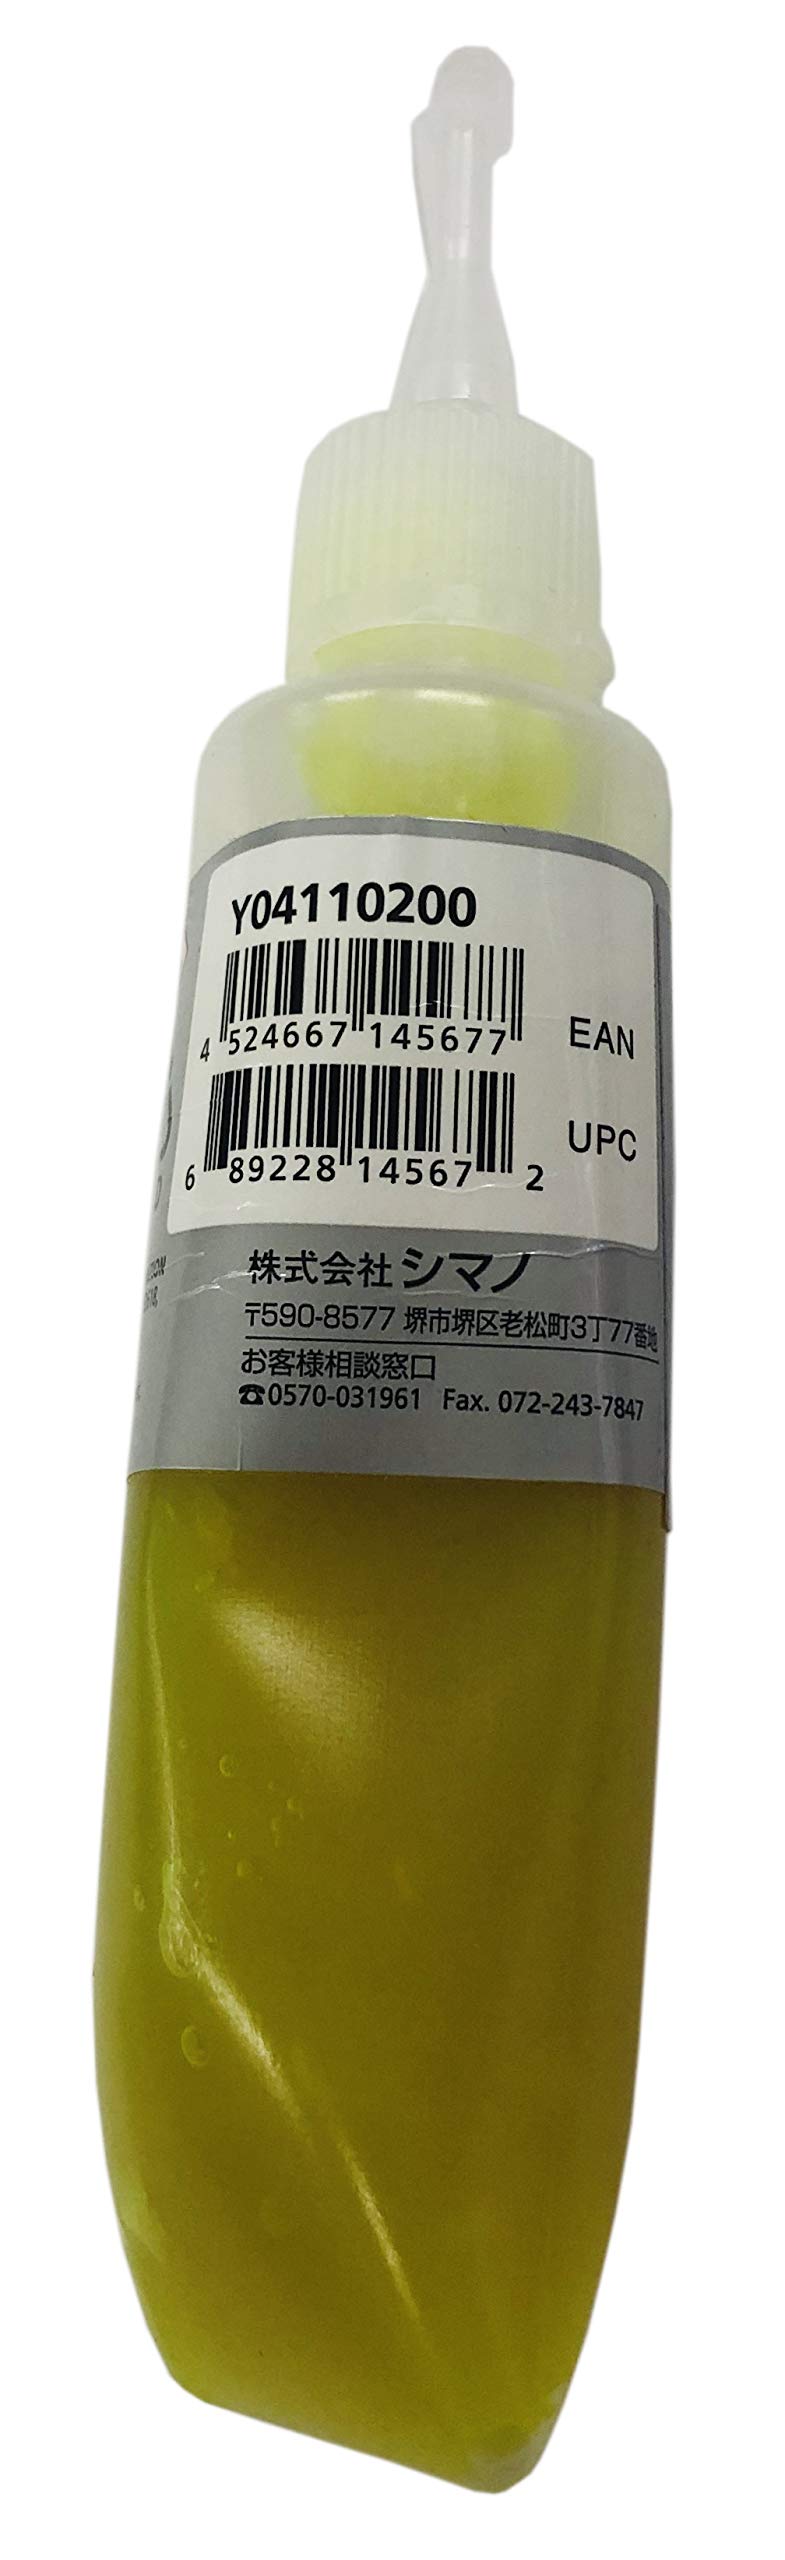 Y04110200
4 524667 145677
EAN
6 89228 14567 2
UPC
株式会社シマノ
〒590-8577 堺市堺区老松町3丁77番地
お客様相談窓口
☎0570-031961 Fax. 072-243-7847